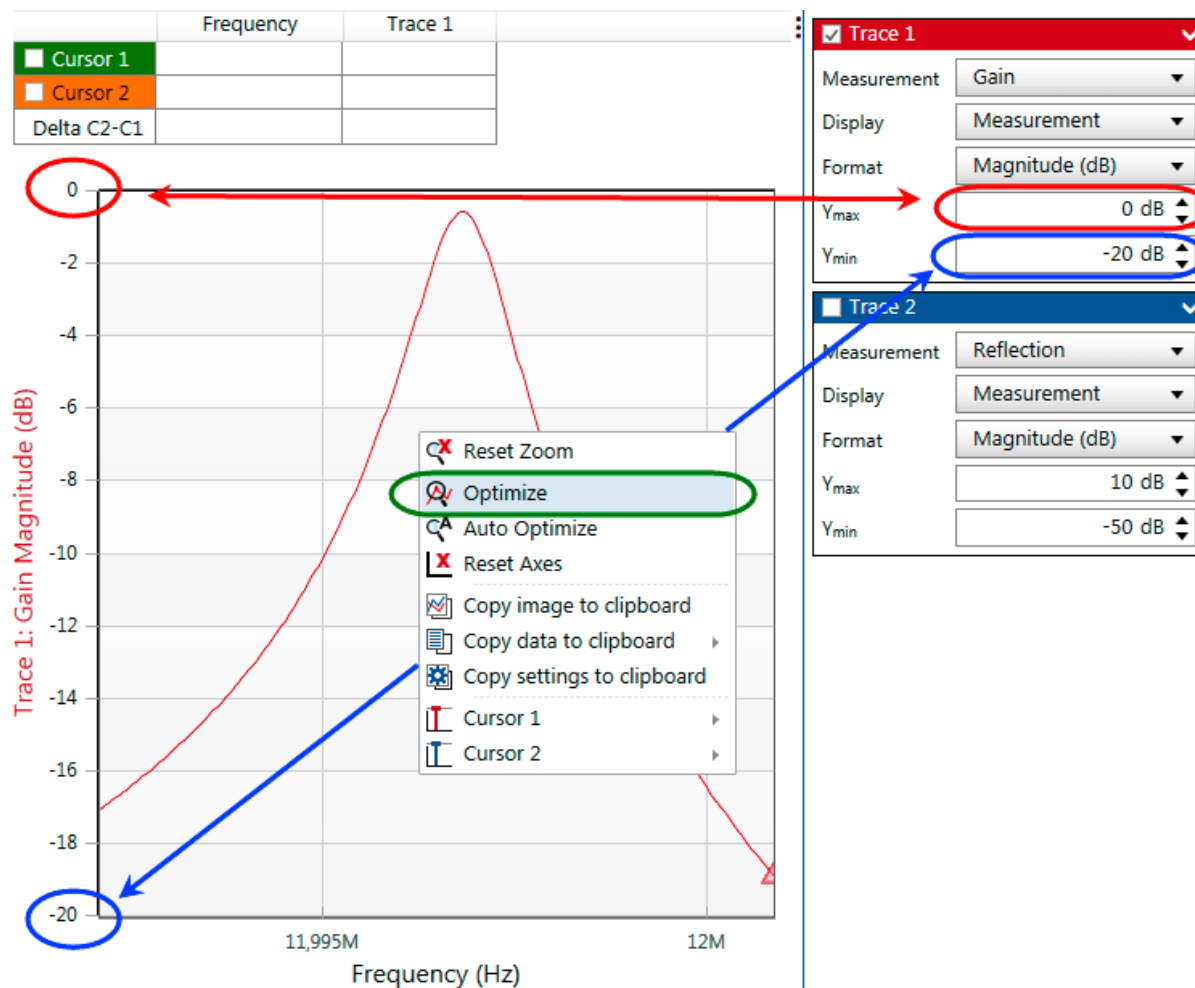 Frequency Trace 1
Cursor 1
Cursor 2
Delta C2-C1
0
-2
-4
-6
-8
-10
-12
-14
-16
-18
-20
Trace 1: Gain Magnitude (dB)
11,995M 12M
Frequency (Hz)
Reset Zoom
Optimize
Auto Optimize
Reset Axes
Copy image to clipboard
Copy data to clipboard
Copy settings to clipboard
Cursor 1
Cursor 2
Trace 1
Measurement Gain
Display Measurement
Format Magnitude (dB)
Ymax 0 dB
Ymin -20 dB
Trace 2
Measurement Reflection
Display Measurement
Format Magnitude (dB)
Ymax 10 dB
Ymin -50 dB